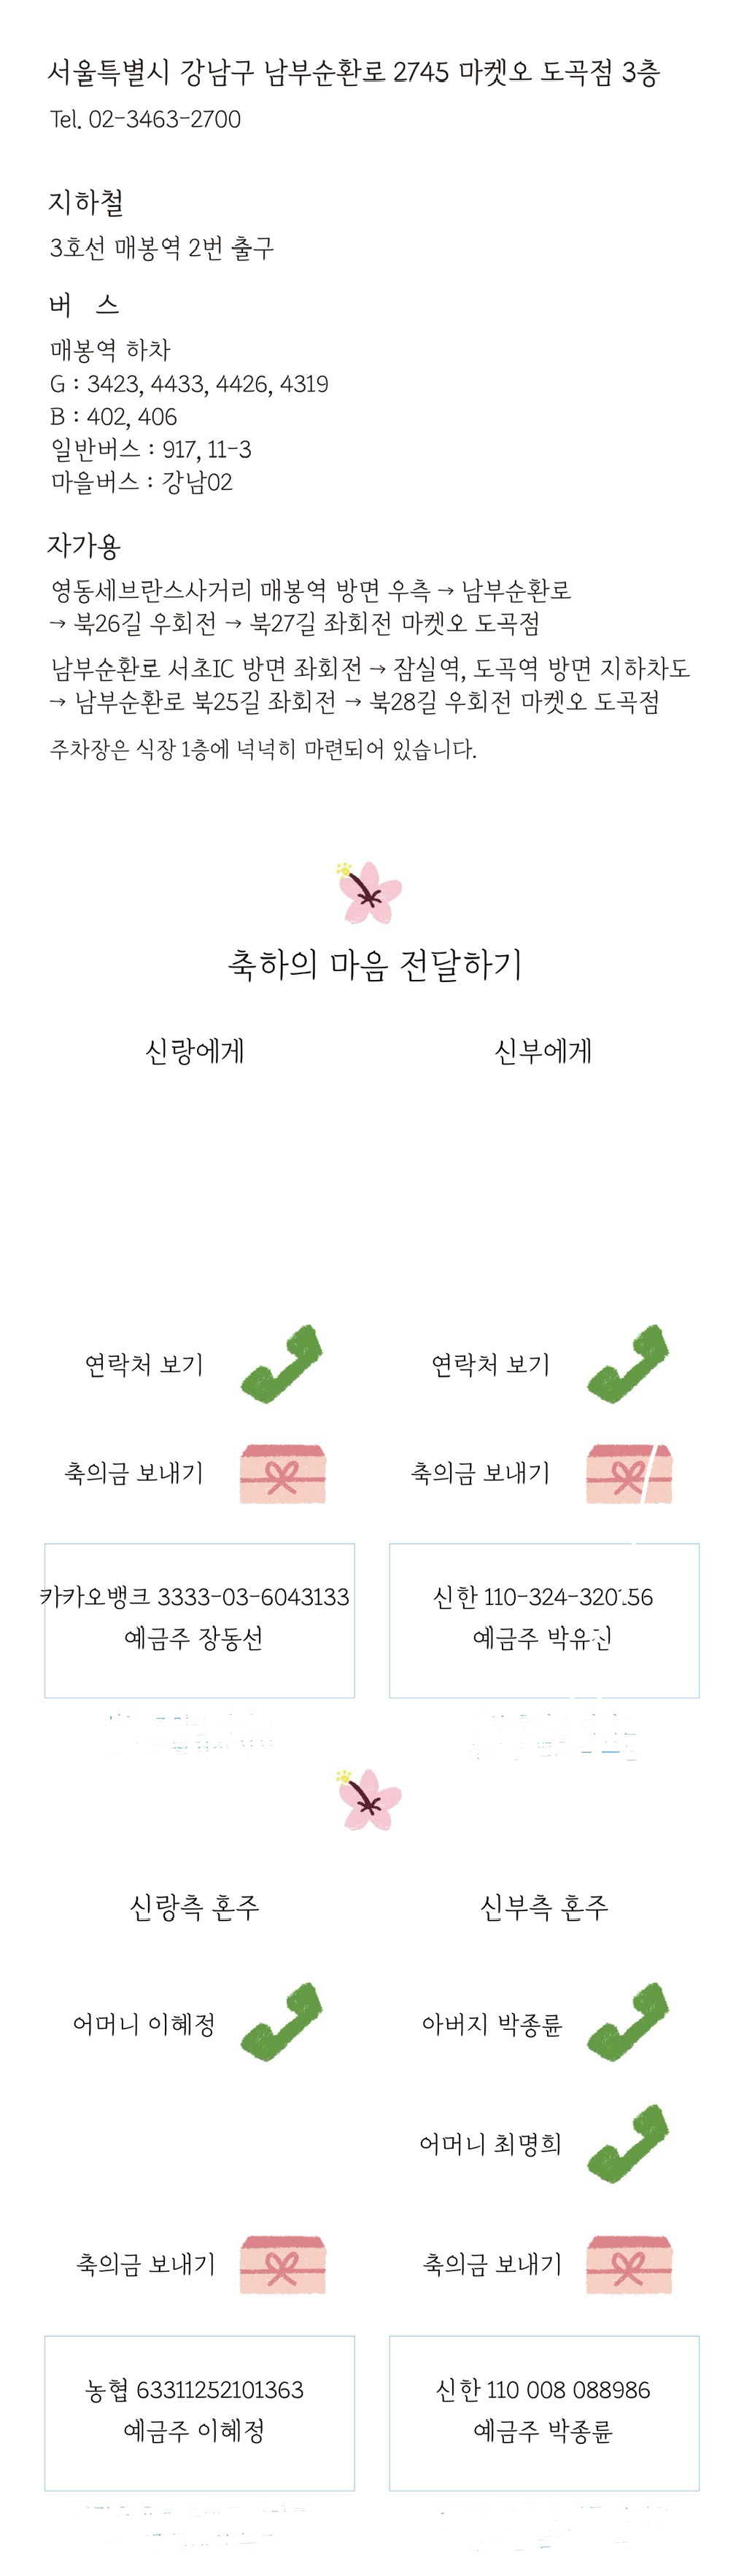 서울특별시 강남구 남부순환로 2745 마켓오 도곡점 3층
Tel. 02-3463-2700
지하철
3호선 매봉역 2번 출구
버 스
매봉역 하차
G : 3423, 4433, 4426, 4319
B : 402, 406
일반버스 : 917, 11-3
마을버스 : 강남02
자가용
영동세브란스사거리 매봉역 방면 우측 → 남부순환로
→ 북26길 우회전 → 북27길 좌회전 마켓오 도곡점
남부순환로 서초IC 방면 좌회전 → 잠실역, 도곡역 방면 지하차도
→ 남부순환로 북25길 좌회전 → 북28길 우회전 마켓오 도곡점
주차장은 식장 1층에 넉넉히 마련되어 있습니다.
축하의 마음 전달하기
신랑에게 신부에게
연락처 보기 연락처 보기
축의금 보내기 축의금 보내기
카카오뱅크 3333-03-6043133
예금주 장동선
신한
예금주
신랑측 혼주 신부측 혼주
어머니 이혜정 아버지 박종륜
어머니 최명희
축의금 보내기 축의금 보내기
농협 63311252101363
예금주 이혜정
신한 110 008 088986
예금주 박종륜